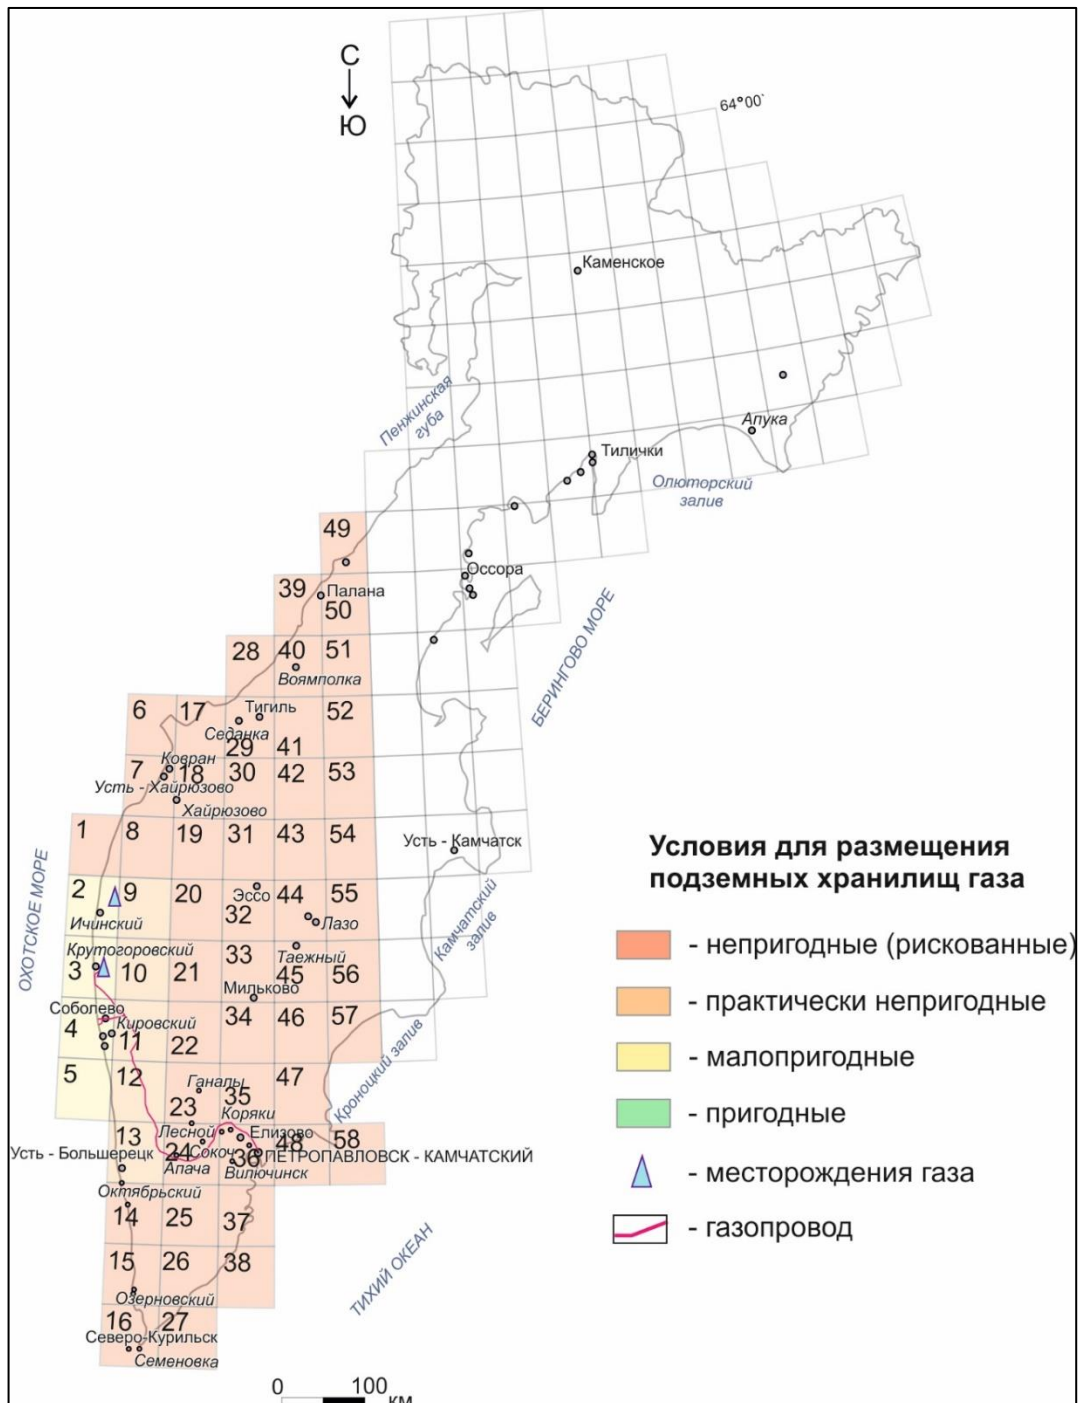 С
Ю
64°00'
Каменское
Пенжинская
губа
Апука
Тиличики
Олюторский
залив
49
Оссора
39
Палана
50
28
40
51
Воямполка
БЕРИНГОВО МОРЕ
6
17
Тигиль
52
Седанка
29
41
Ковран
7
18
30
42
53
Усть - Хайрюзово
Хайрюзово
1
8
19
31
43
54
Усть - Камчатск
Условия для размещения
подземных хранилищ газа
ОХОТСКОЕ МОРЕ
2
9
20
Эссо
44
55
Ичинский
32
Лазо
Камчатский
залив
- непригодные (рискованные)
Крутогоровский
33
Таежный
3
10
21
45
56
Мильково
- практически непригодные
Соболево
Кировский
34
46
57
4
11
22
- малопригодные
Кроноцкий залив
5
12
Ганалы
35
47
23
Коряки
- пригодные
13
Лесной
Елизово
48
58
Усть - Большерецк
24
Сокоч
36
ПЕТРОПАВЛОВСК - КАМЧАТСКИЙ
Апача
Вилючинск
- месторождения газа
Октябрьский
14
25
37
- газопровод
ТИХИЙ ОКЕАН
15
26
38
Озерновский
16
27
Северо-Курильск
Семеновка
0
100
км